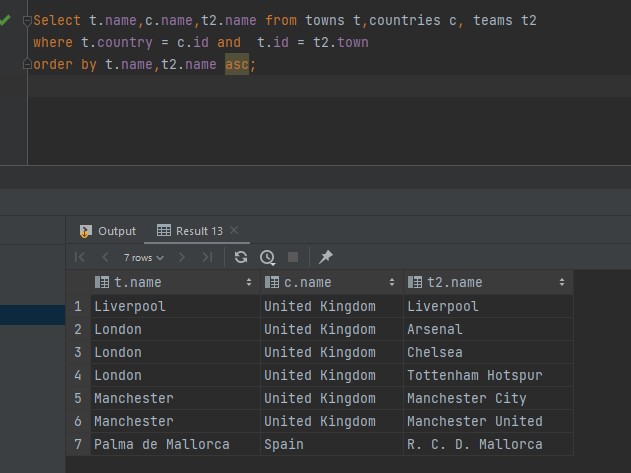 Select t.name,c.name,t2.name from towns t,countries c, teams t2
where t.country = c.id and  t.id = t2.town
order by t.name,t2.name asc;
Output Result 13
7 rows
t.name c.name t2.name
1 Liverpool United Kingdom Liverpool
2 London United Kingdom Arsenal
3 London United Kingdom Chelsea
4 London United Kingdom Tottenham Hotspur
5 Manchester United Kingdom Manchester City
6 Manchester United Kingdom Manchester United
7 Palma de Mallorca Spain R. C. D. Mallorca